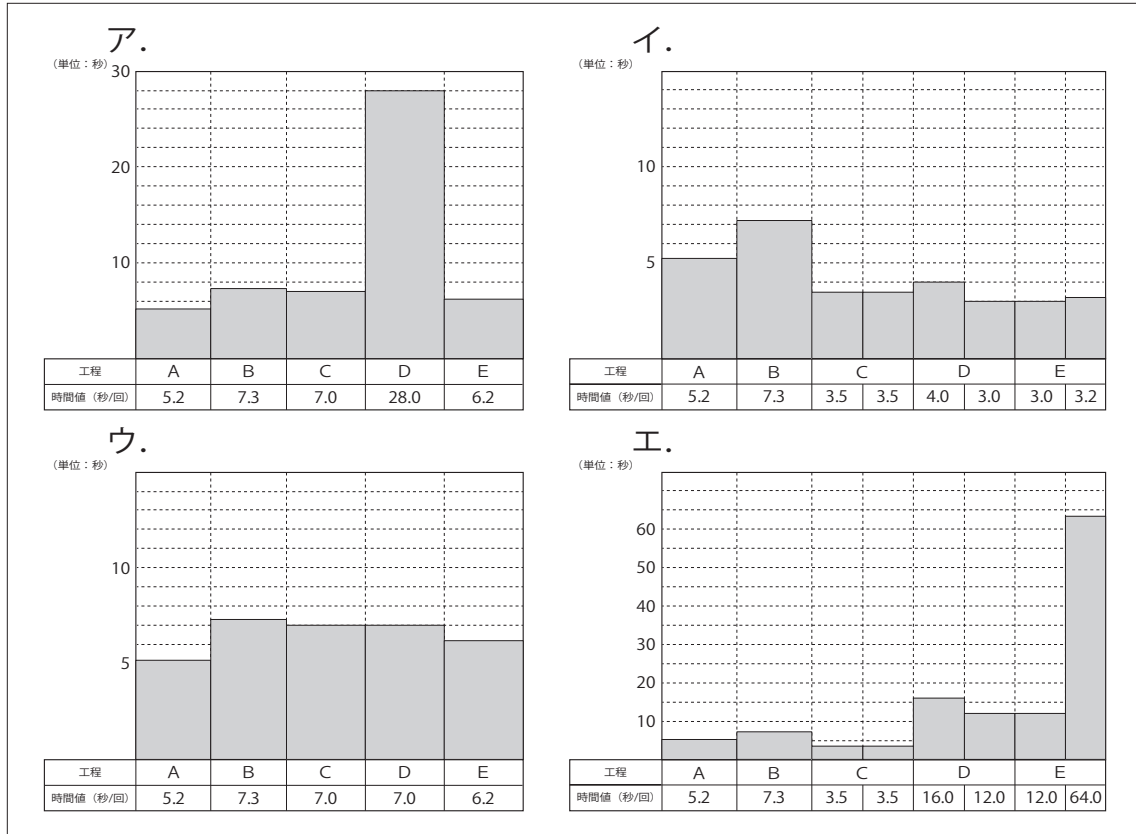 ア.
（単位：秒）
30
20
10
工程 A B C D E
時間値（秒/回） 5.2 7.3 7.0 28.0 6.2
イ.
（単位：秒）
10
5
工程 A B C D E
時間値（秒/回） 5.2 7.3 3.5 3.5 4.0 3.0 3.0 3.2
ウ.
（単位：秒）
10
5
工程 A B C D E
時間値（秒/回） 5.2 7.3 7.0 7.0 6.2
エ.
（単位：秒）
60
50
40
30
20
10
工程 A B C D E
時間値（秒/回） 5.2 7.3 3.5 3.5 16.0 12.0 12.0 64.0